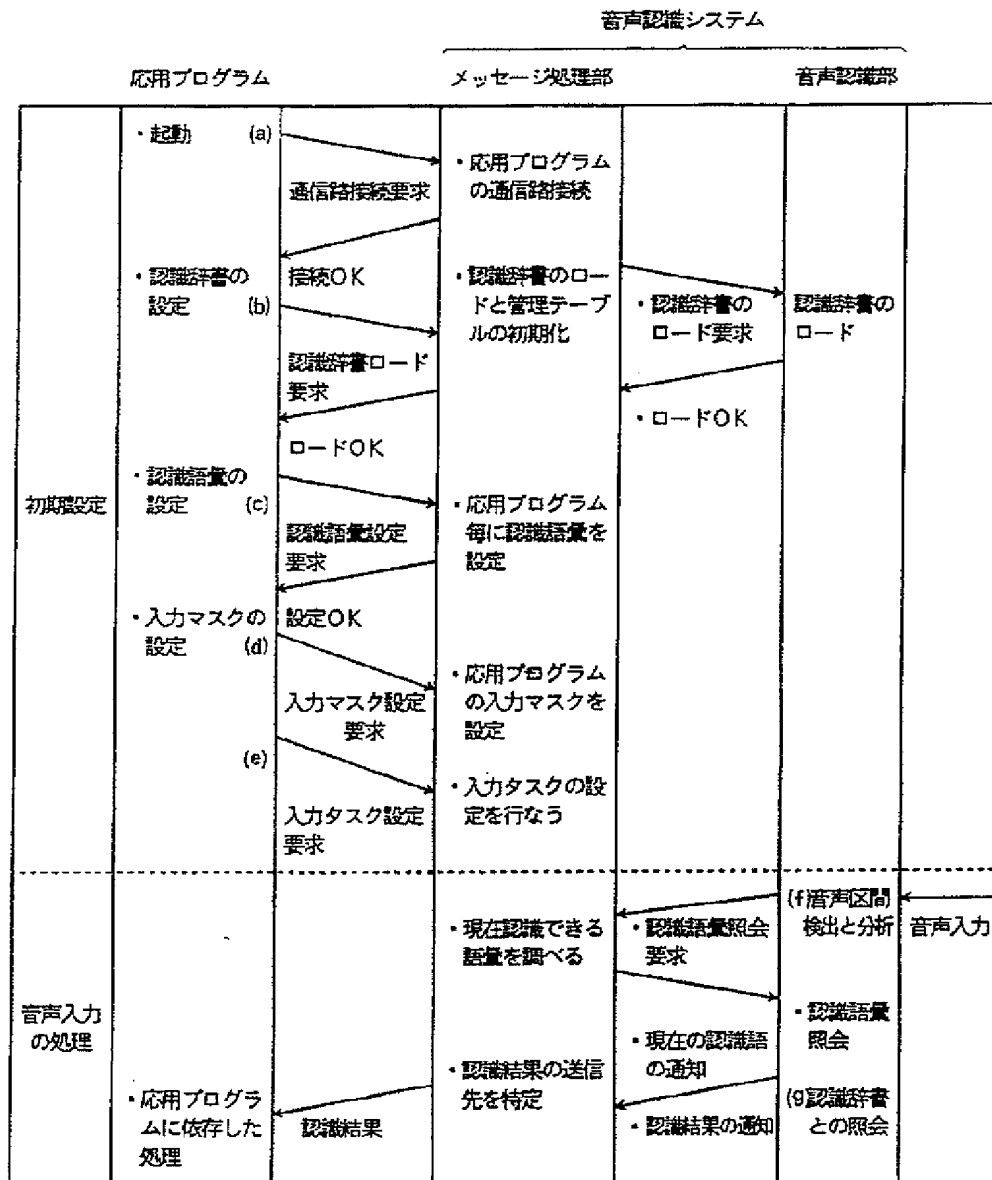 音声認識システム
応用プログラム
メッセージ処理部
音声認識部
初期設定
・起動 (a)
通信路接続要求
・応用プログラム
の通信路接続
接続OK
・認識辞書の
設定 (b)
認識辞書ロード
要求
・認識辞書のロー
ドと管理テーブ
ルの初期化
・認識辞書の
ロード要求
認識辞書の
ロード
・ロードOK
ロードOK
・認識語彙の
設定 (c)
認識語彙設定
要求
・応用プログラム
毎に認識語彙を
設定
設定OK
・入力マスクの
設定 (d)
入力マスク設定
要求
・応用プログラム
の入力マスクを
設定
(e)
入力タスク設定
要求
・入力タスクの設
定を行なう
音声入力
の処理
音声入力
(f)音声区間
検出と分析
・認識語彙照会
要求
・現在認識できる
語彙を調べる
・現在の認識語
の通知
・認識語彙
照会
(g)認識辞書
との照会
・認識結果の通知
・認識結果の送信
先を特定
認識結果
・応用プログラ
ムに依存した
処理